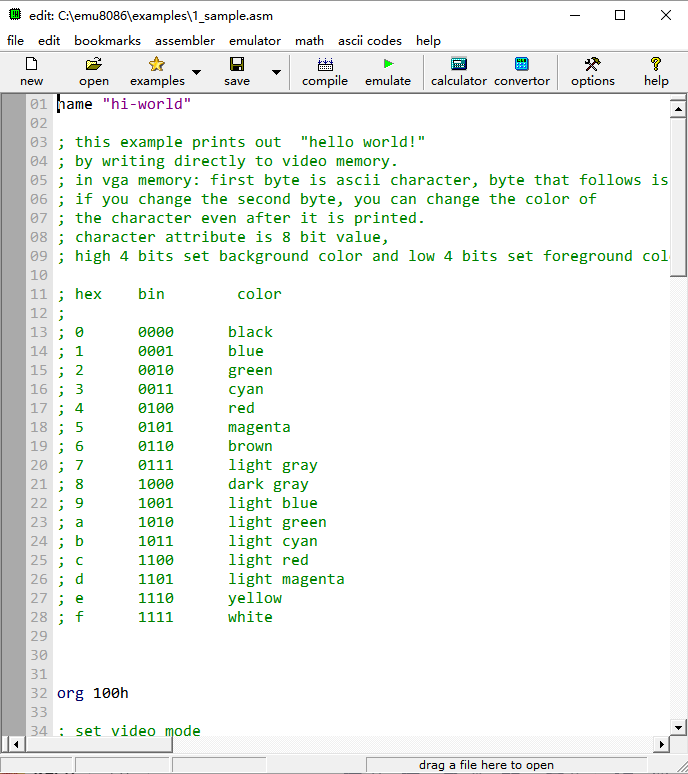 edit: C:\emu8086\examples\1_sample.asm
file edit bookmarks assembler emulator math ascii codes help
new open examples save compile emulate calculator convertor options help
01 name "hi-world"
02
03 ; this example prints out  "hello world!"
04 ; by writing directly to video memory.
05 ; in vga memory: first byte is ascii character, byte that follows is
06 ; if you change the second byte, you can change the color of
07 ; the character even after it is printed.
08 ; character attribute is 8 bit value,
09 ; high 4 bits set background color and low 4 bits set foreground col
10
11 ; hex    bin        color
12 ;
13 ; 0      0000      black
14 ; 1      0001      blue
15 ; 2      0010      green
16 ; 3      0011      cyan
17 ; 4      0100      red
18 ; 5      0101      magenta
19 ; 6      0110      brown
20 ; 7      0111      light gray
21 ; 8      1000      dark gray
22 ; 9      1001      light blue
23 ; a      1010      light green
24 ; b      1011      light cyan
25 ; c      1100      light red
26 ; d      1101      light magenta
27 ; e      1110      yellow
28 ; f      1111      white
29
30
31
32 org 100h
33
34 ; set video mode
drag a file here to open